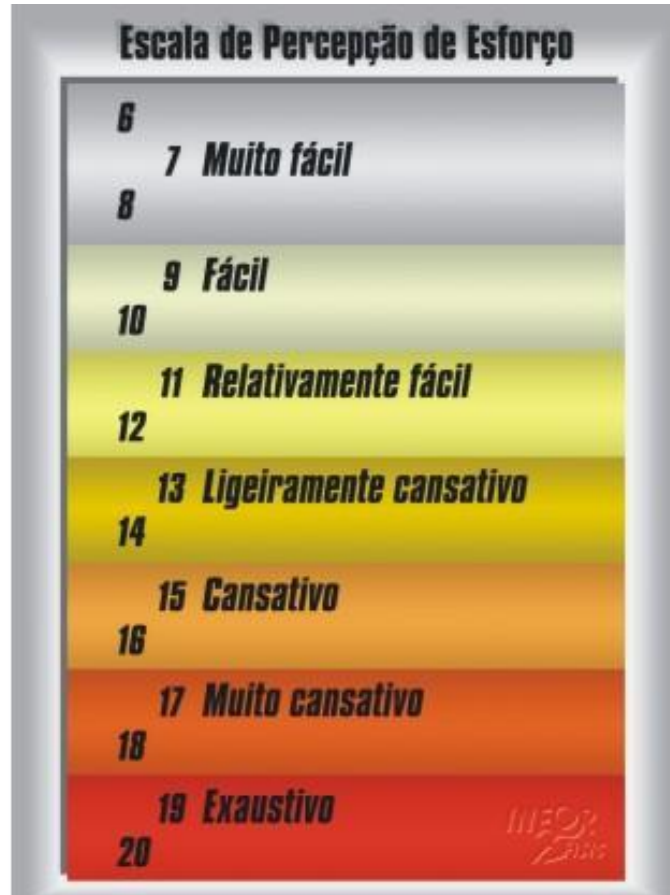 Escala de Percepção de Esforço
6
7 Muito fácil
8
9 Fácil
10
11 Relativamente fácil
12
13 Ligeiramente cansativo
14
15 Cansativo
16
17 Muito cansativo
18
19 Exaustivo
20